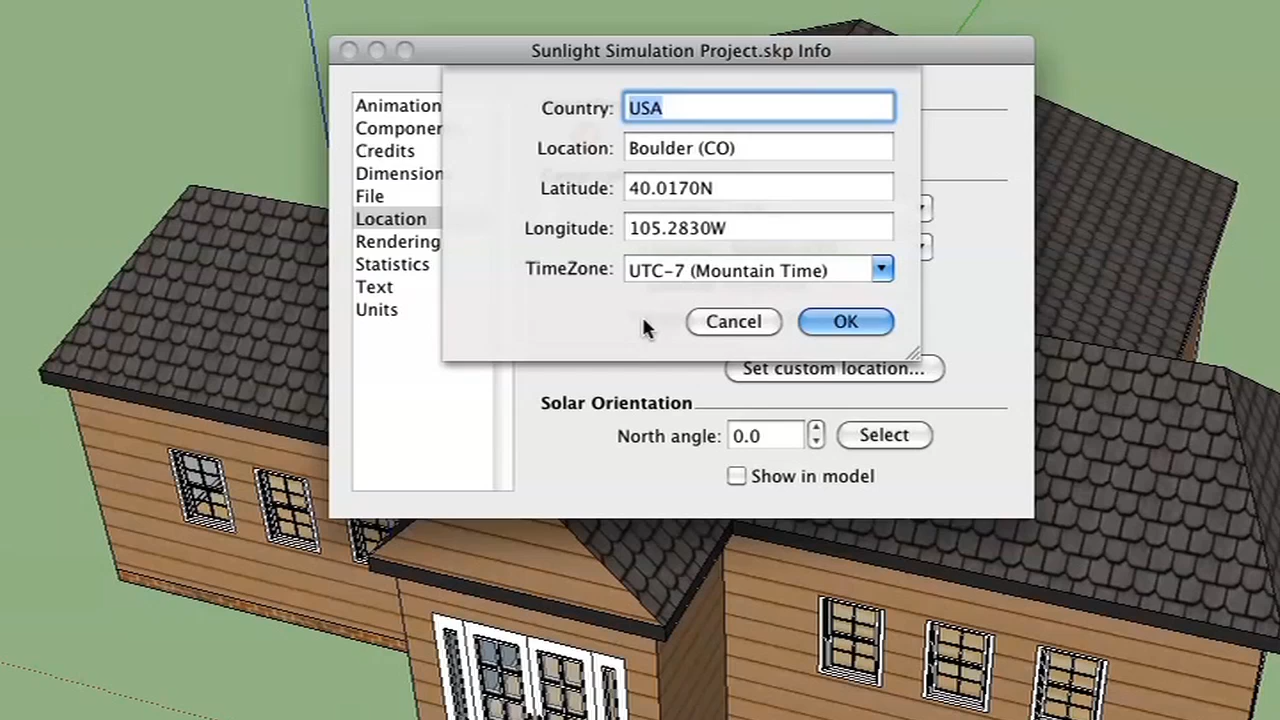 Sunlight Simulation Project.skp Info
Animation
Componen
Credits
Dimension
File
Location
Rendering
Statistics
Text
Units
Country: USA
Location: Boulder (CO)
Latitude: 40.0170N
Longitude: 105.2830W
TimeZone: UTC-7 (Mountain Time)
Cancel OK
Set custom location...
Solar Orientation
North angle: 0.0 Select
Show in model